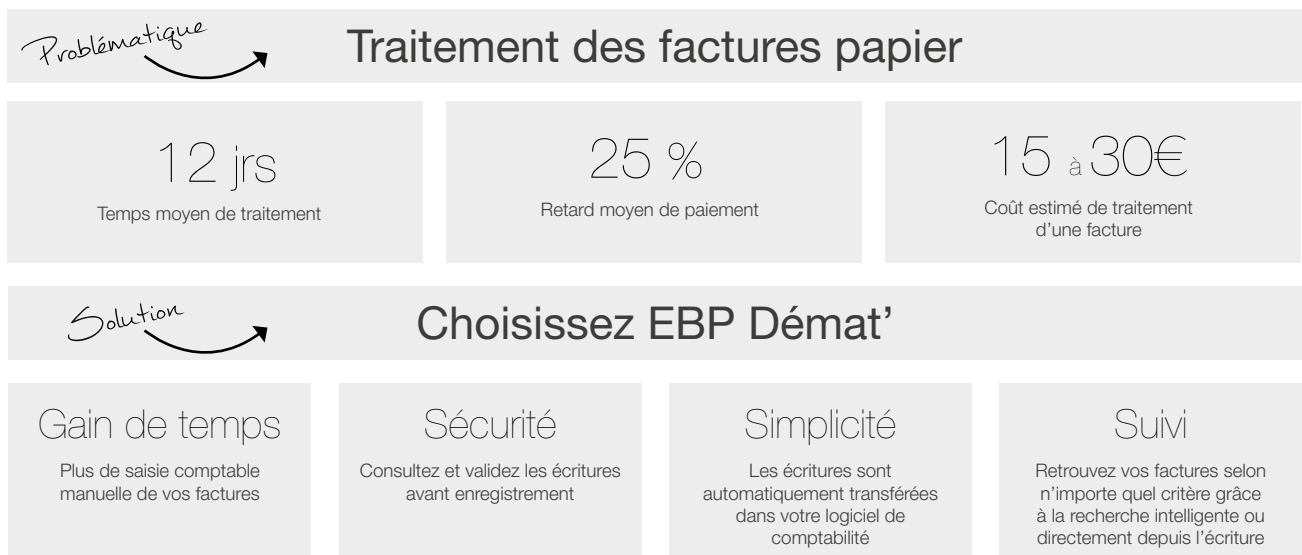 Problématique
Traitement des factures papier
12 jrs
Temps moyen de traitement
25 %
Retard moyen de paiement
15 à 30€
Coût estimé de traitement
d'une facture
Solution
Choisissez EBP Démat'
Gain de temps
Plus de saisie comptable
manuelle de vos factures
Sécurité
Consultez et validez les écritures
avant enregistrement
Simplicité
Les écritures sont
automatiquement transférées
dans votre logiciel de
comptabilité
Suivi
Retrouvez vos factures selon
n'importe quel critère grâce
à la recherche intelligente ou
directement depuis l'écriture